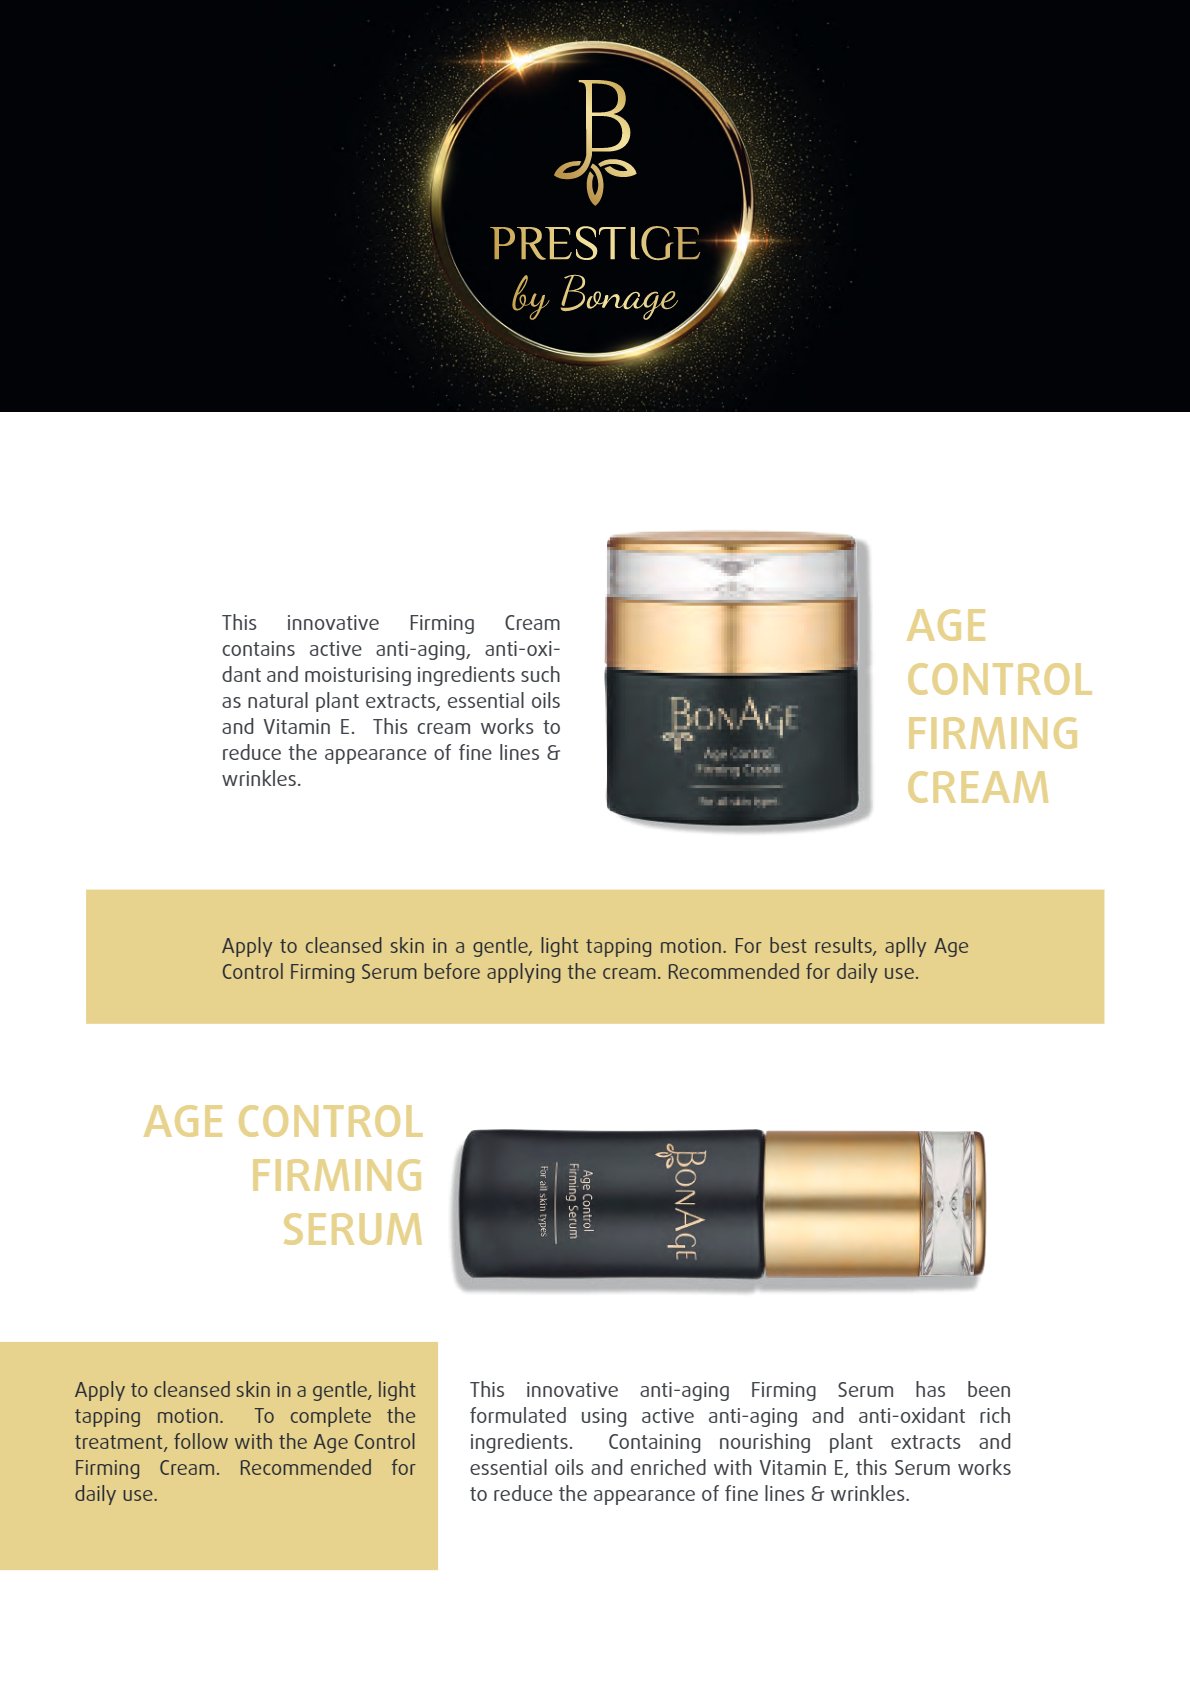 B
PRESTIGE
by Bonage
This innovative Firming Cream
contains active anti-aging, anti-oxi-
dant and moisturising ingredients such
as natural plant extracts, essential oils
and Vitamin E. This cream works to
reduce the appearance of fine lines &
wrinkles.
BONAGE
Age Control
Firming Cream
For all skin types
AGE
CONTROL
FIRMING
CREAM
Apply to cleansed skin in a gentle, light tapping motion. For best results, aplly Age
Control Firming Serum before applying the cream. Recommended for daily use.
AGE CONTROL
FIRMING
SERUM
BONAGE
Age Control
Firming Serum
For all skin types
Apply to cleansed skin in a gentle, light
tapping motion. To complete the
treatment, follow with the Age Control
Firming Cream. Recommended for
daily use.
This innovative anti-aging Firming Serum has been
formulated using active anti-aging and anti-oxidant rich
ingredients. Containing nourishing plant extracts and
essential oils and enriched with Vitamin E, this Serum works
to reduce the appearance of fine lines & wrinkles.